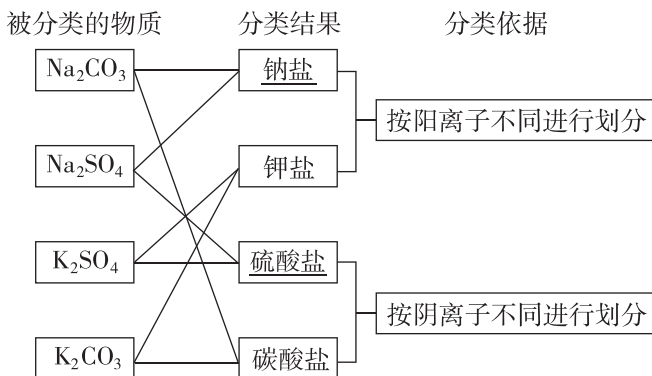 被分类的物质 分类结果 分类依据
Na₂CO₃ 钠盐
按阳离子不同进行划分
Na₂SO₄ 钾盐
K₂SO₄ 硫酸盐
按阴离子不同进行划分
K₂CO₃ 碳酸盐